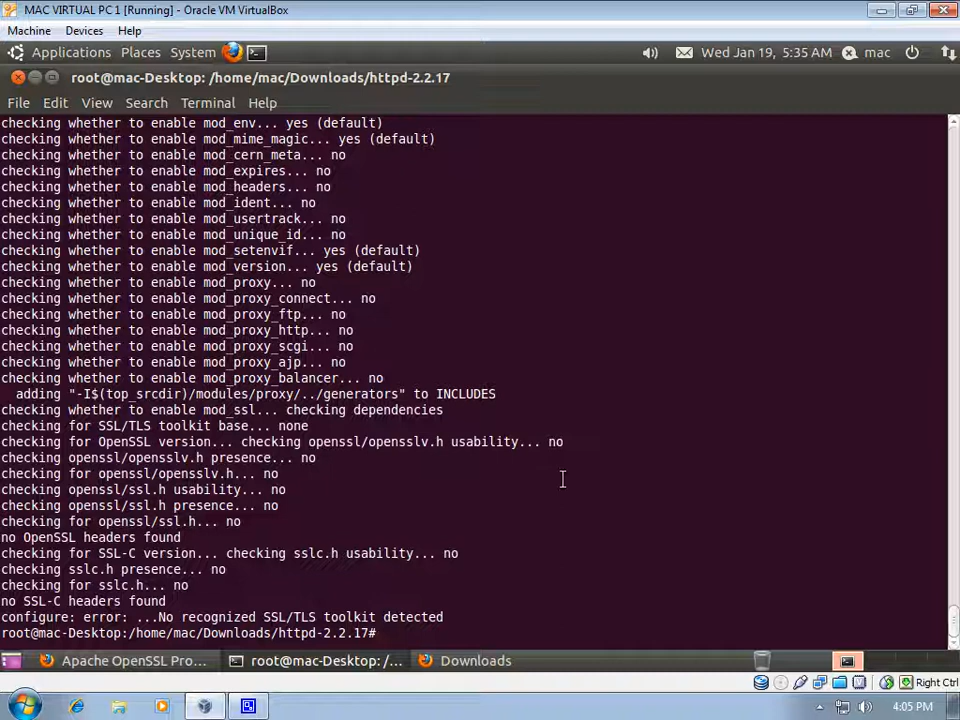 MAC VIRTUAL PC 1 [Running] - Oracle VM VirtualBox
Machine Devices Help
Applications Places System Wed Jan 19, 5:35 AM mac
root@mac-Desktop: /home/mac/Downloads/httpd-2.2.17
File Edit View Search Terminal Help
checking whether to enable mod_env... yes (default)
checking whether to enable mod_mime_magic... yes (default)
checking whether to enable mod_cern_meta... no
checking whether to enable mod_expires... no
checking whether to enable mod_headers... no
checking whether to enable mod_ident... no
checking whether to enable mod_usertrack... no
checking whether to enable mod_unique_id... no
checking whether to enable mod_setenvif... yes (default)
checking whether to enable mod_version... yes (default)
checking whether to enable mod_proxy... no
checking whether to enable mod_proxy_connect... no
checking whether to enable mod_proxy_ftp... no
checking whether to enable mod_proxy_http... no
checking whether to enable mod_proxy_scgi... no
checking whether to enable mod_proxy_ajp... no
checking whether to enable mod_proxy_balancer... no
  adding "-I$(top_srcdir)/modules/proxy/../generators" to INCLUDES
checking whether to enable mod_ssl... checking dependencies
checking for SSL/TLS toolkit base... none
checking for OpenSSL version... checking openssl/opensslv.h usability... no
checking openssl/opensslv.h presence... no
checking for openssl/opensslv.h... no
checking openssl/ssl.h usability... no
checking openssl/ssl.h presence... no
checking for openssl/ssl.h... no
no OpenSSL headers found
checking for SSL-C version... checking sslc.h usability... no
checking sslc.h presence... no
checking for sslc.h... no
no SSL-C headers found
configure: error: ...No recognized SSL/TLS toolkit detected
root@mac-Desktop:/home/mac/Downloads/httpd-2.2.17#
Apache OpenSSL Pro... root@mac-Desktop: /... Downloads
Right Ctrl
4:05 PM